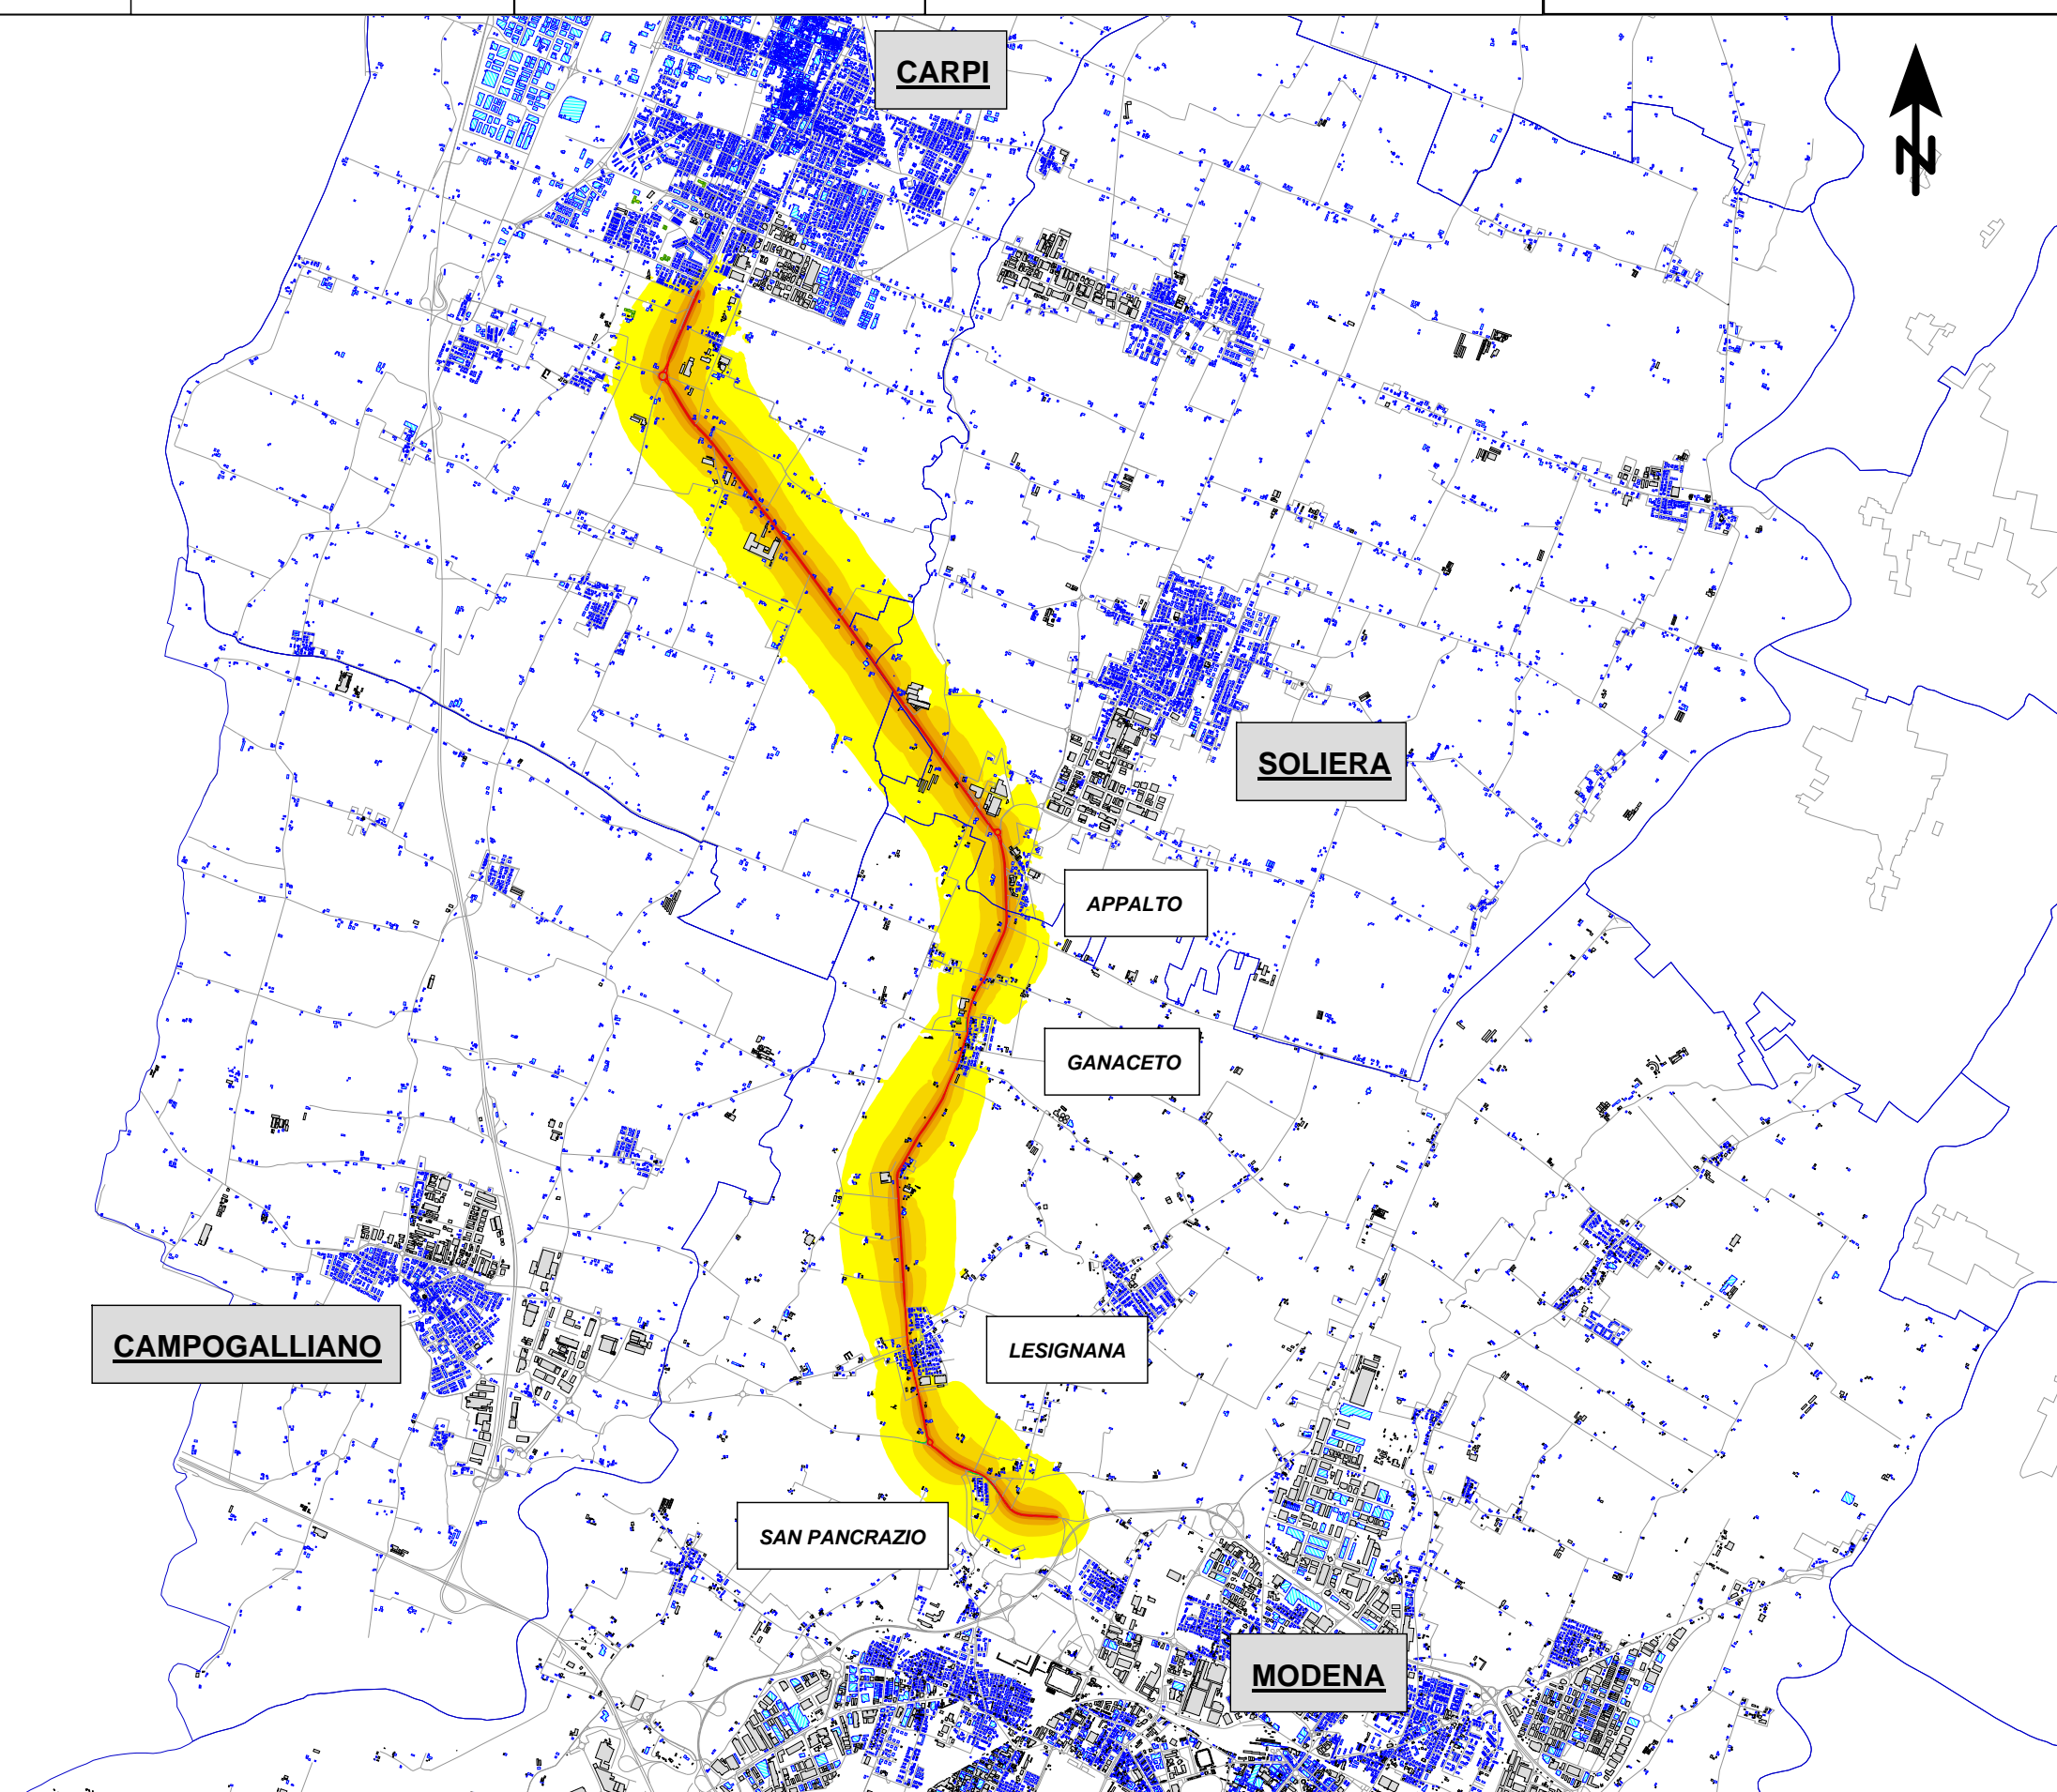 CARPI
N
SOLIERA
APPALTO
GANACETO
CAMPOGALLIANO
LESIGNANA
SAN PANCRAZIO
MODENA